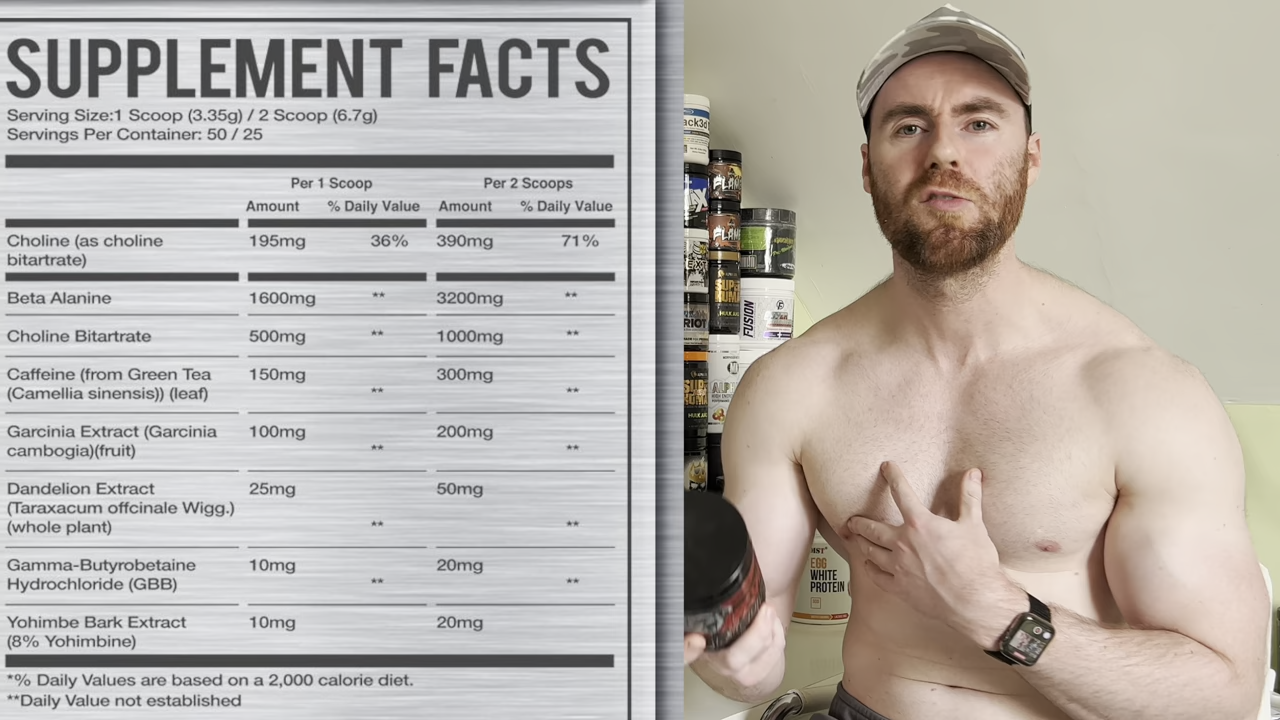 SUPPLEMENT FACTS
Serving Size:1 Scoop (3.35g) / 2 Scoop (6.7g)
Servings Per Container: 50 / 25
Per 1 Scoop Per 2 Scoops
Amount % Daily Value Amount % Daily Value
Choline (as choline 195mg 36% 390mg 71%
bitartrate)
Beta Alanine 1600mg ** 3200mg **
Choline Bitartrate 500mg ** 1000mg **
Caffeine (from Green Tea 150mg 300mg
(Camellia sinensis)) (leaf) ** **
Garcinia Extract (Garcinia 100mg 200mg
cambogia)(fruit) ** **
Dandelion Extract 25mg 50mg
(Taraxacum offcinale Wigg.)
(whole plant) ** **
Gamma-Butyrobetaine 10mg 20mg
Hydrochloride (GBB) ** **
Yohimbe Bark Extract 10mg 20mg
(8% Yohimbine)
*% Daily Values are based on a 2,000 calorie diet.
**Daily Value not established
ack3d
FUSION
RIOT
EGG
WHITE
PROTEIN